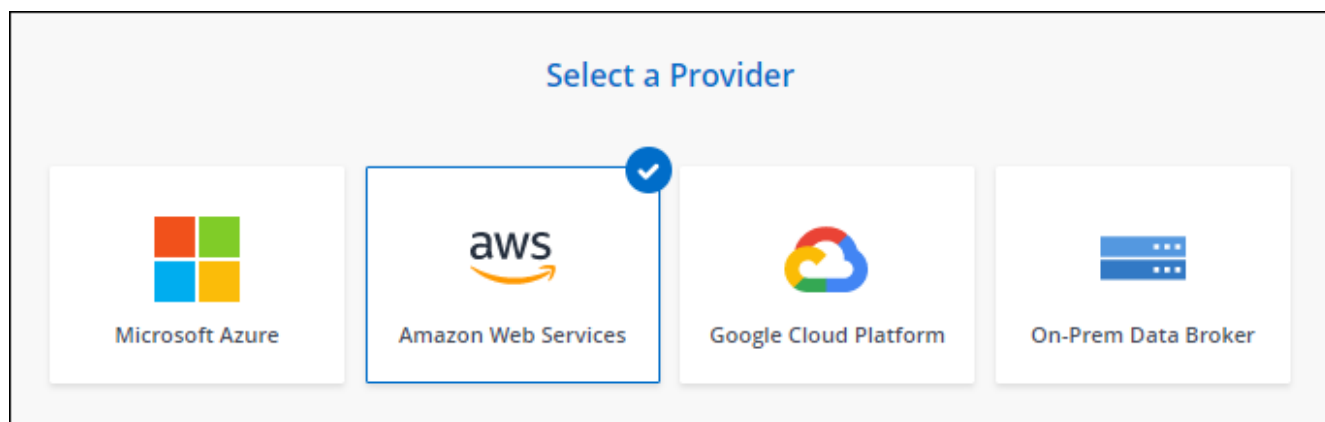 Select a Provider
aws
Microsoft Azure
Amazon Web Services
Google Cloud Platform
On-Prem Data Broker